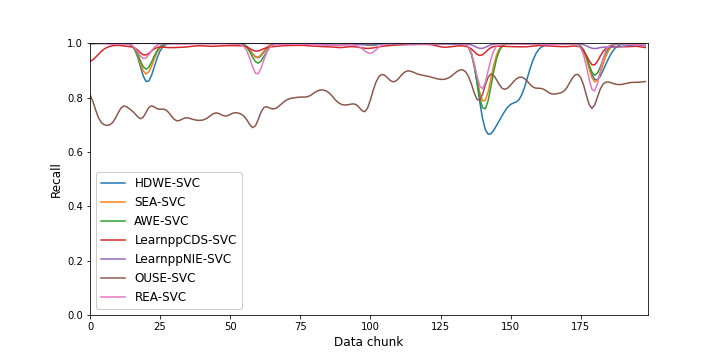 1.0
0.8
0.6
0.4
0.2
0.0
Recall
HDWE-SVC
SEA-SVC
AWE-SVC
LearnppCDS-SVC
LearnppNIE-SVC
OUSE-SVC
REA-SVC
0 25 50 75 100 125 150 175
Data chunk